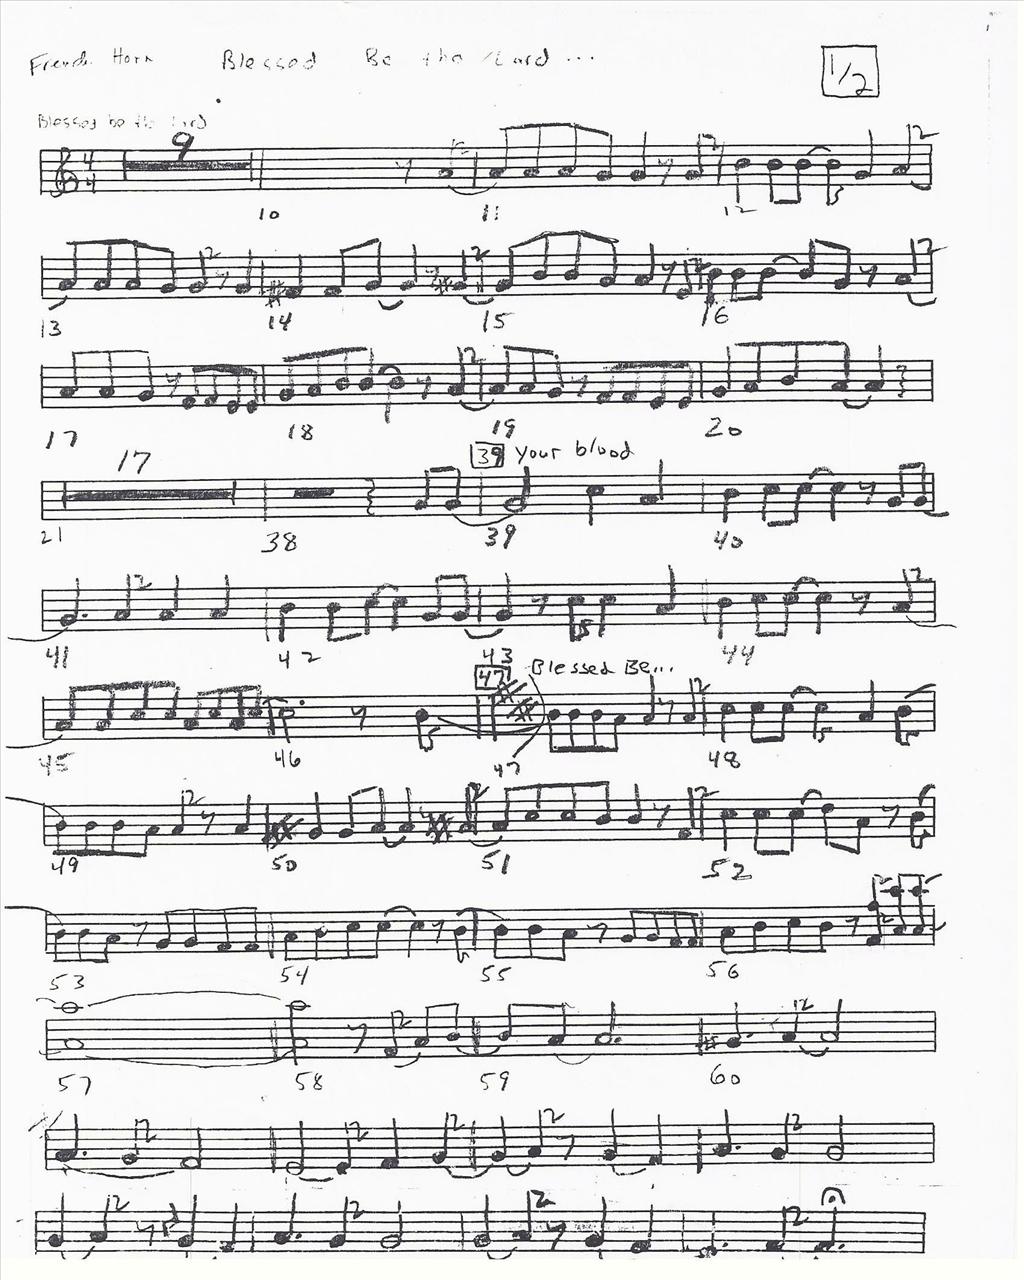 French Horn Blessed Be the Lord ... 1/2
Blessed be the Lord
4
4
9
10 11 12
13 14 15 16
17 18 19 20
17 39 Your blood
21 38 39 40
41 42 43 44
47 Blessed Be...
45 46 47 48
49 50 51 52
53 54 55 56
57 58 59 60